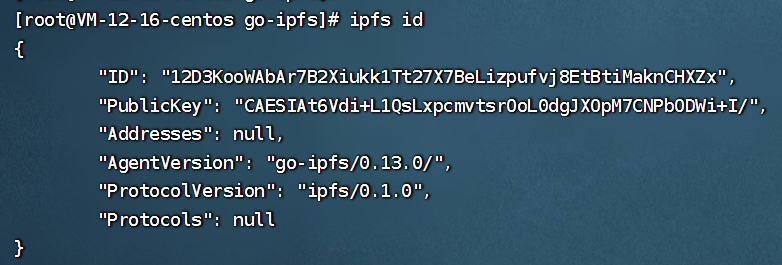 [root@VM-12-16-centos go-ipfs]# ipfs id
{
"ID": "12D3KooWAbAr7B2Xiukk1Tt27X7BeLizpufvj8EtBtiMaknCHXZx",
"PublicKey": "CAESIAt6Vdi+L1QsLxpcmvtsrOoL0dgJXOpM7CNPbODWi+I/",
"Addresses": null,
"AgentVersion": "go-ipfs/0.13.0/",
"ProtocolVersion": "ipfs/0.1.0",
"Protocols": null
}